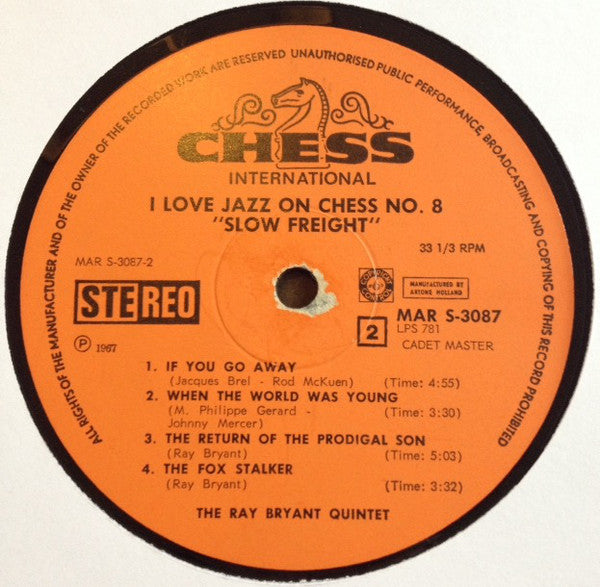 ALL RIGHTS OF THE MANUFACTURER AND OF THE OWNER OF THE RECORDED WORK ARE RESERVED UNAUTHORISED PUBLIC PERFORMANCE, BROADCASTING AND COPYING OF THIS RECORD PROHIBITED
CHESS
INTERNATIONAL
I LOVE JAZZ ON CHESS NO. 8
"SLOW FREIGHT"
33 1/3 RPM
MAR S-3087-2
STEREO
MANUFACTURED BY
ARTONE HOLLAND
P 1967
2
MAR S-3087
LPS 781
CADET MASTER
1. IF YOU GO AWAY
(Jacques Brel - Rod McKuen) (Time: 4:55)
2. WHEN THE WORLD WAS YOUNG
(M. Philippe Gerard - (Time: 3:30)
Johnny Mercer)
3. THE RETURN OF THE PRODIGAL SON
(Ray Bryant) (Time: 5:03)
4. THE FOX STALKER
(Ray Bryant) (Time: 3:32)
THE RAY BRYANT QUINTET